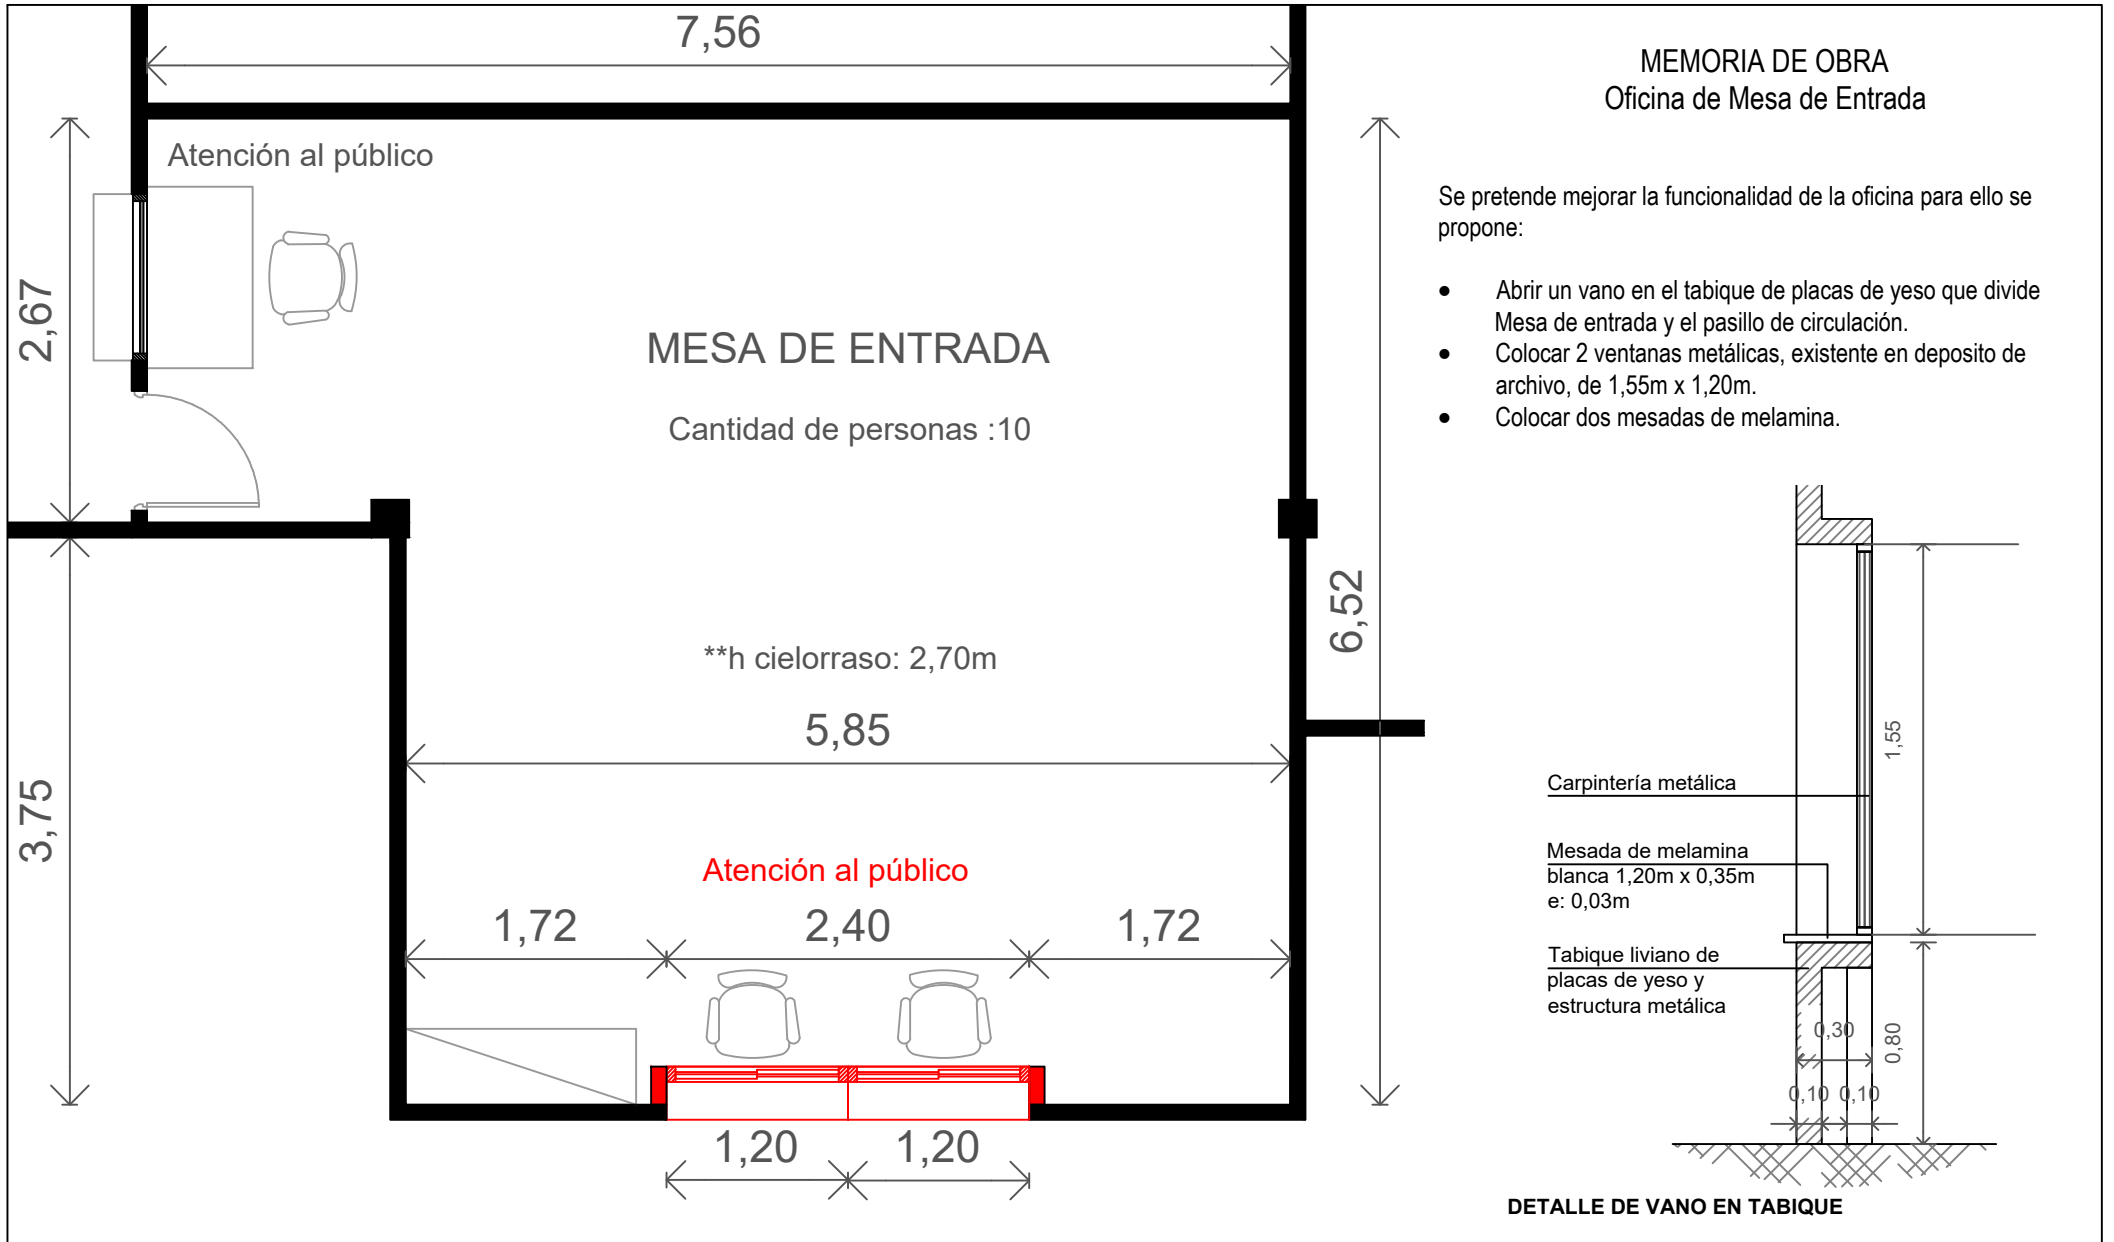 7,56
MEMORIA DE OBRA
Oficina de Mesa de Entrada
Se pretende mejorar la funcionalidad de la oficina para ello se
propone:
• Abrir un vano en el tabique de placas de yeso que divide
Mesa de entrada y el pasillo de circulación.
• Colocar 2 ventanas metálicas, existente en deposito de
archivo, de 1,55m x 1,20m.
• Colocar dos mesadas de melamina.
Atención al público
2,67
MESA DE ENTRADA
Cantidad de personas :10
**h cielorraso: 2,70m
6,52
5,85
3,75
Atención al público
1,72
2,40
1,72
1,20
1,20
1,55
Carpintería metálica
Mesada de melamina
blanca 1,20m x 0,35m
e: 0,03m
Tabique liviano de
placas de yeso y
estructura metálica
0,30
0,80
0,10
0,10
DETALLE DE VANO EN TABIQUE